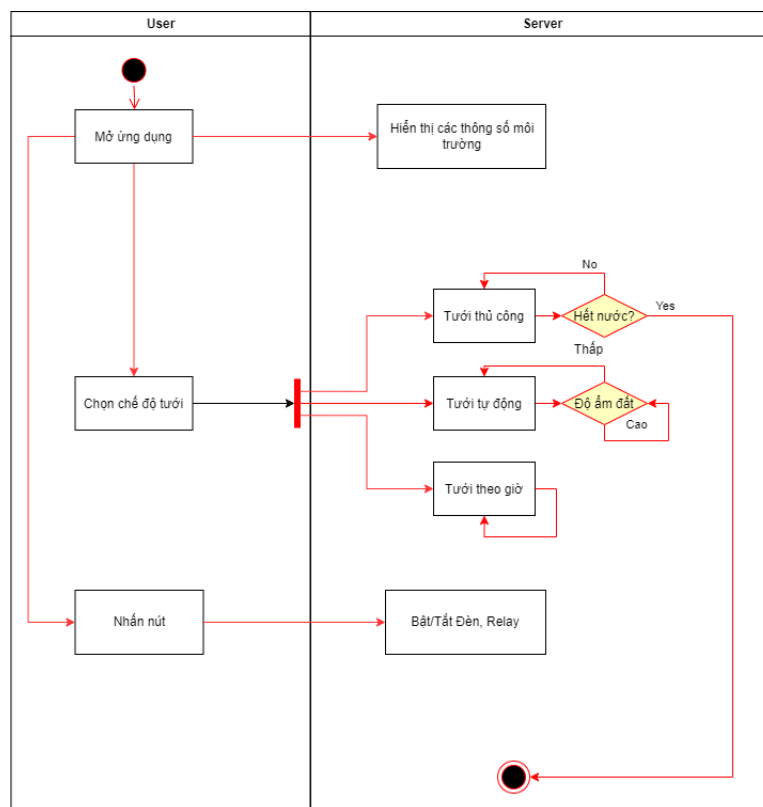 User
Server
Mở ứng dụng
Hiển thị các thông số môi
trường
No
Yes
Tưới thủ công
Hết nước?
Thấp
Chọn chế độ tưới
Tưới tự động
Độ ẩm đất
Cao
Tưới theo giờ
Nhấn nút
Bật/Tắt Đèn, Relay